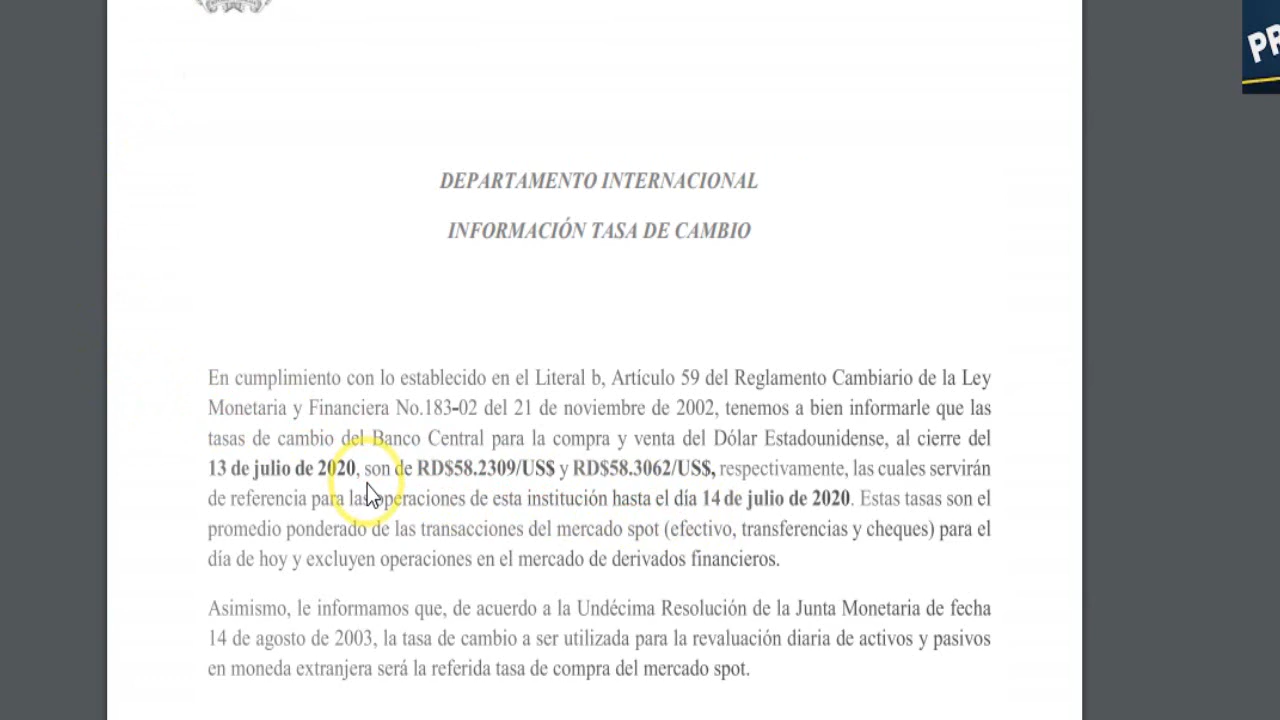 DEPARTAMENTO INTERNACIONAL
INFORMACIÓN TASA DE CAMBIO
En cumplimiento con lo establecido en el Literal b, Artículo 59 del Reglamento Cambiario de la Ley
Monetaria y Financiera No.183-02 del 21 de noviembre de 2002, tenemos a bien informarle que las
tasas de cambio del Banco Central para la compra y venta del Dólar Estadounidense, al cierre del
13 de julio de 2020, son de RD$58.2309/US$ y RD$58.3062/US$, respectivamente, las cuales servirán
de referencia para las operaciones de esta institución hasta el día 14 de julio de 2020. Estas tasas son el
promedio ponderado de las transacciones del mercado spot (efectivo, transferencias y cheques) para el
día de hoy y excluyen operaciones en el mercado de derivados financieros.
Asimismo, le informamos que, de acuerdo a la Undécima Resolución de la Junta Monetaria de fecha
14 de agosto de 2003, la tasa de cambio a ser utilizada para la revaluación diaria de activos y pasivos
en moneda extranjera será la referida tasa de compra del mercado spot.